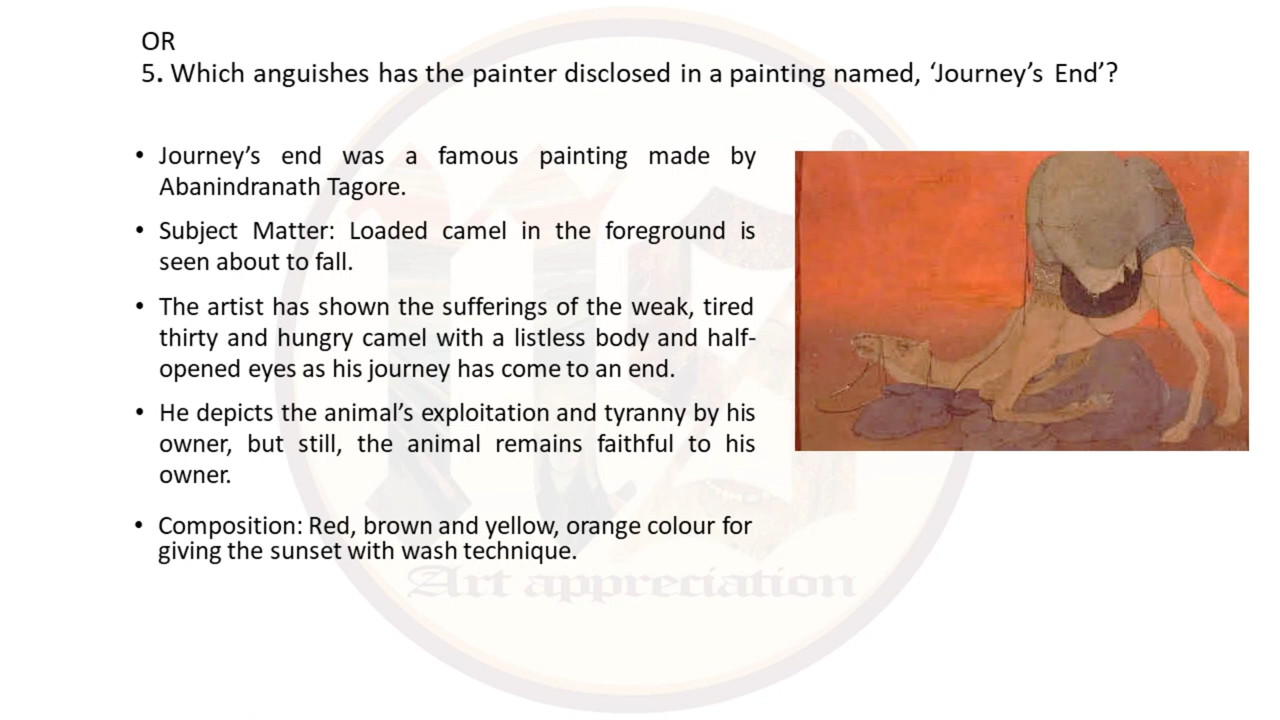 OR
5. Which anguishes has the painter disclosed in a painting named, ‘Journey’s End’?
• Journey’s end was a famous painting made by
Abanindranath Tagore.
• Subject Matter: Loaded camel in the foreground is
seen about to fall.
• The artist has shown the sufferings of the weak, tired
thirty and hungry camel with a listless body and half-
opened eyes as his journey has come to an end.
• He depicts the animal’s exploitation and tyranny by his
owner, but still, the animal remains faithful to his
owner.
• Composition: Red, brown and yellow, orange colour for
giving the sunset with wash technique.
Art appreciation